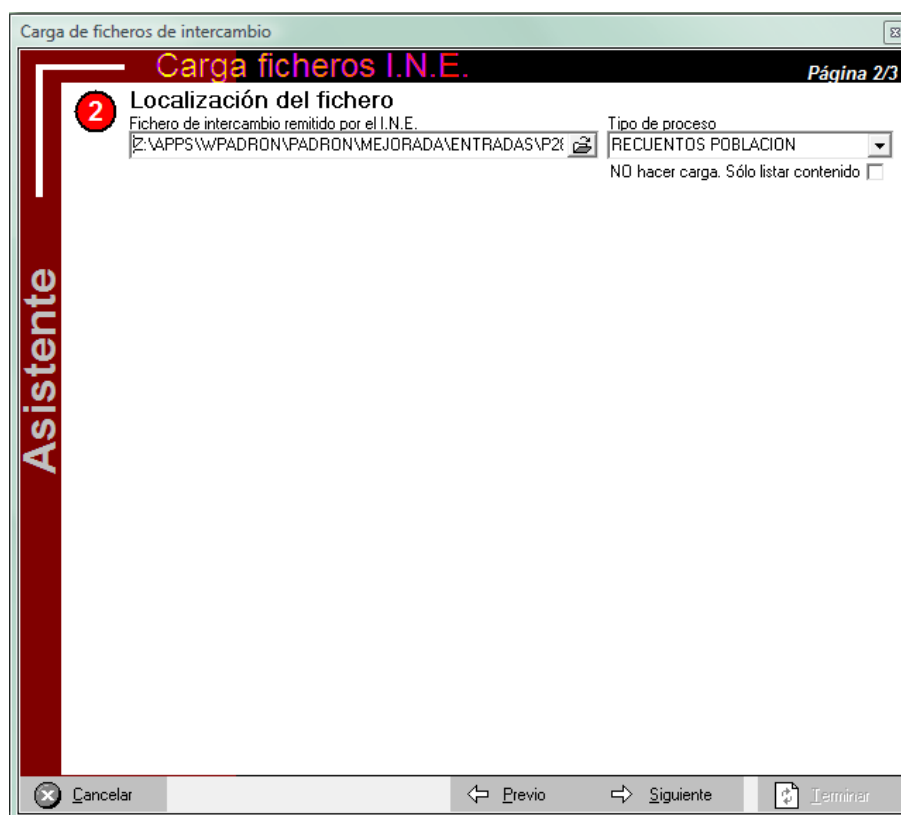 Carga de ficheros de intercambio
Carga ficheros I.N.E.
Página 2/3
2 Localización del fichero
Fichero de intercambio remitido por el I.N.E.
Tipo de proceso
Z:\APPS\WPADRON\PADRON\MEJORADA\ENTRADAS\P28
RECUENTOS POBLACION
NO hacer carga. Sólo listar contenido
Asistente
Cancelar
Previo
Siguiente
Terminar